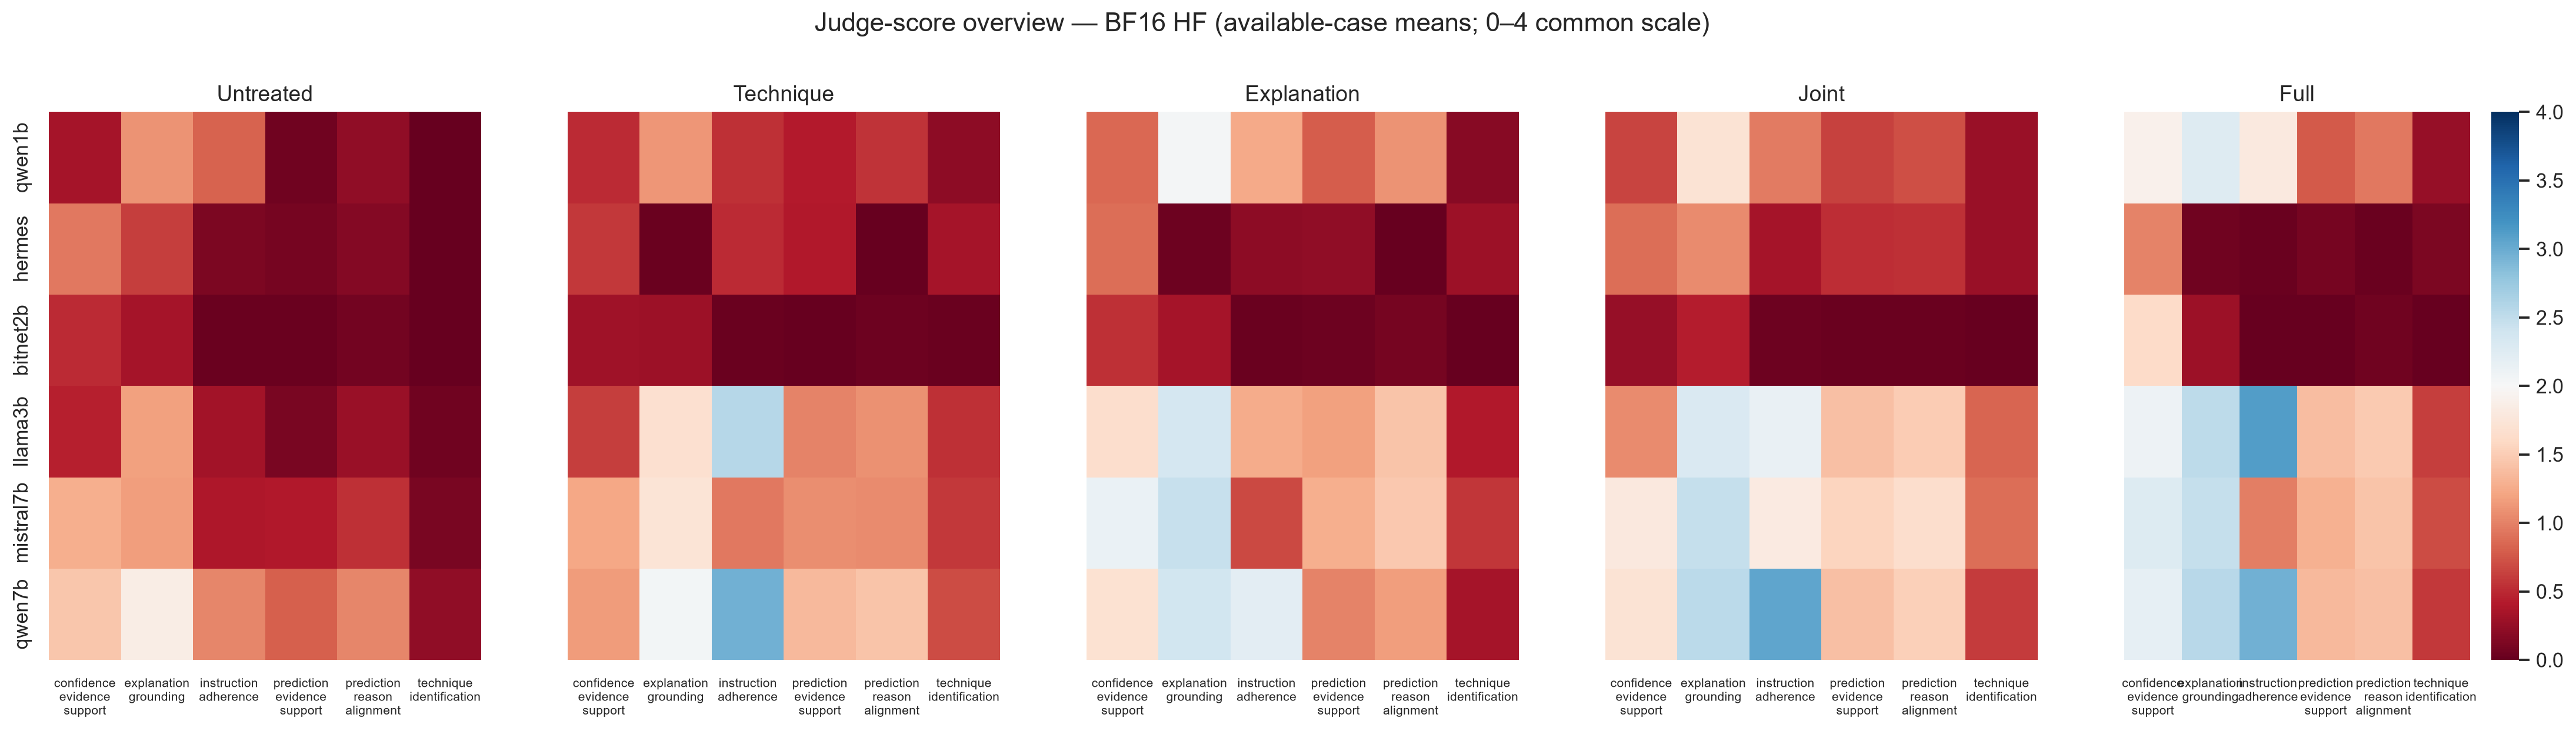 Judge-score overview — BF16 HF (available-case means; 0–4 common scale)
Untreated
Technique
Explanation
Joint
Full
qwen1b
hermes
bitnet2b
llama3b
mistral7b
qwen7b
confidence
evidence
support
explanation
grounding
instruction
adherence
prediction
evidence
support
prediction
reason
alignment
technique
identification
confidence
evidence
support
explanation
grounding
instruction
adherence
prediction
evidence
support
prediction
reason
alignment
technique
identification
confidence
evidence
support
explanation
grounding
instruction
adherence
prediction
evidence
support
prediction
reason
alignment
technique
identification
confidence
evidence
support
explanation
grounding
instruction
adherence
prediction
evidence
support
prediction
reason
alignment
technique
identification
confidence
evidence
support
explanation
grounding
instruction
adherence
prediction
evidence
support
prediction
reason
alignment
technique
identification
4.0
3.5
3.0
2.5
2.0
1.5
1.0
0.5
0.0